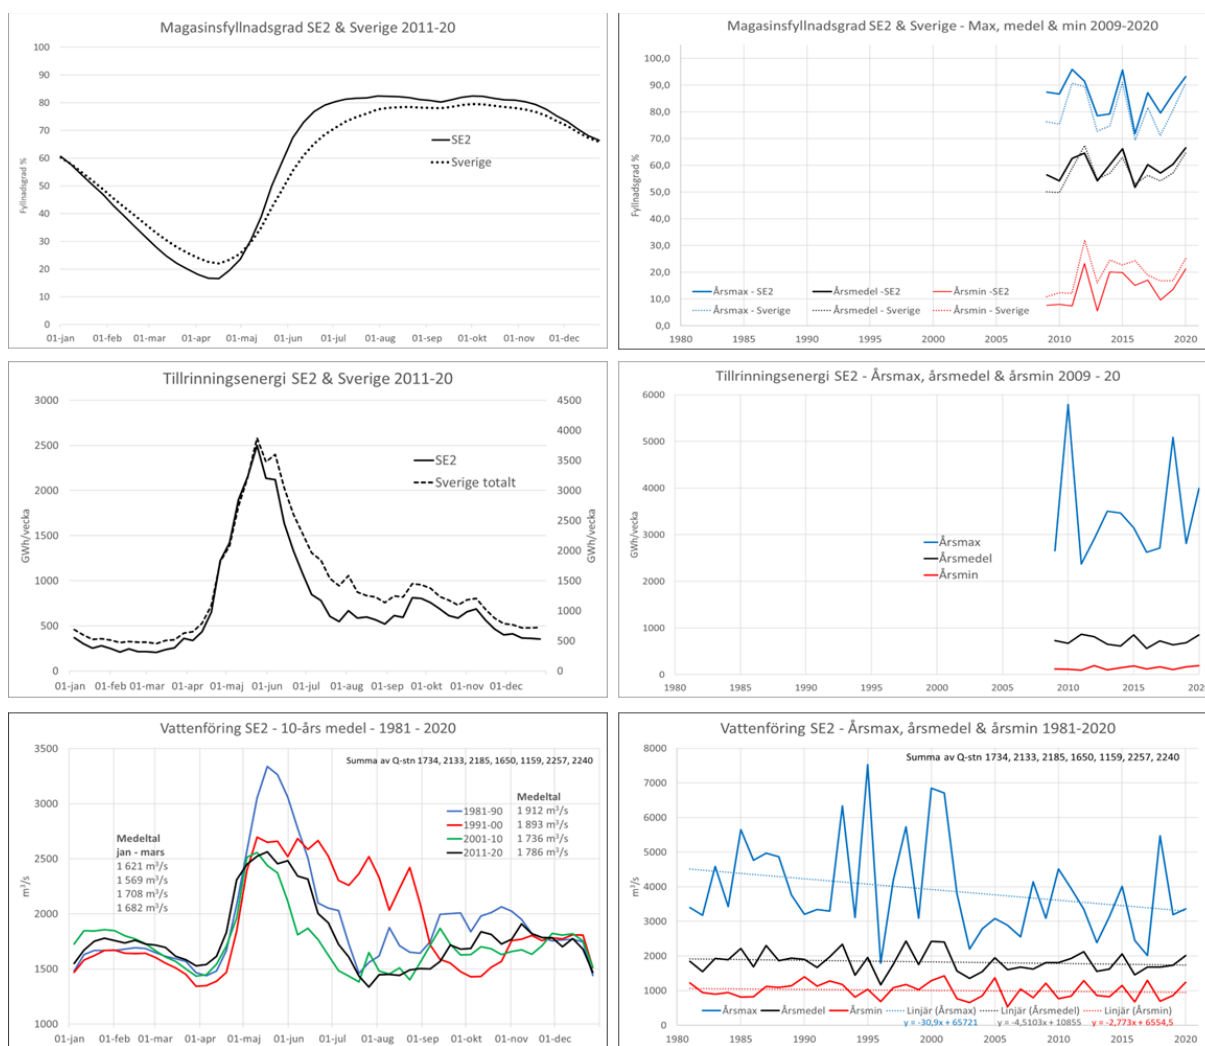 Magasinsfyllnadsgrad SE2 & Sverige 2011-20
100
90
80
70
60
50
40
30
20
10
0
Fyllnadsgrad %
SE2
Sverige
01-jan 01-feb 01-mar 01-apr 01-maj 01-jun 01-jul 01-aug 01-sep 01-okt 01-nov 01-dec
Magasinsfyllnadsgrad SE2 & Sverige - Max, medel & min 2009-2020
100,0
90,0
80,0
70,0
60,0
50,0
40,0
30,0
20,0
10,0
0,0
Fyllnadsgrad %
Årsmax - SE2 Årsmedel -SE2 Årsmin -SE2
Årsmax - Sverige Årsmedel - Sverige Årsmin - Sverige
1980 1985 1990 1995 2000 2005 2010 2015 2020
Tillrinningsenergi SE2 & Sverige 2011-20
3000
2500
2000
1500
1000
500
0
GWh/vecka
4500
4000
3500
3000
2500
2000
1500
1000
500
0
GWh/vecka
SE2
Sverige totalt
01-jan 01-feb 01-mar 01-apr 01-maj 01-jun 01-jul 01-aug 01-sep 01-okt 01-nov 01-dec
Tillrinningsenergi SE2 - Årsmax, årsmedel & årsmin 2009 - 20
6000
5000
4000
3000
2000
1000
0
GWh/vecka
Årsmax
Årsmedel
Årsmin
1980 1985 1990 1995 2000 2005 2010 2015 2020
Vattenföring SE2 - 10-års medel - 1981 - 2020
3500
3000
2500
2000
1500
1000
m³/s
Summa av Q-stn 1734, 2133, 2185, 1650, 1159, 2257, 2240
Medeltal
1981-90 1 912 m³/s
1991-00 1 893 m³/s
2001-10 1 736 m³/s
2011-20 1 786 m³/s
Medeltal
jan - mars
1 621 m³/s
1 569 m³/s
1 708 m³/s
1 682 m³/s
01-jan 01-feb 01-mar 01-apr 01-maj 01-jun 01-jul 01-aug 01-sep 01-okt 01-nov 01-dec
Vattenföring SE2 - Årsmax, årsmedel & årsmin 1981-2020
8000
7000
6000
5000
4000
3000
2000
1000
0
m³/s
Summa av Q-stn 1734, 2133, 2185, 1650, 1159, 2257, 2240
Årsmax Årsmedel Årsmin Linjär (Årsmax) Linjär (Årsmedel) Linjär (Årsmin)
y = -30,9x + 65721 y = -4,5103x + 10855 y = -2,773x + 6554,5
1980 1985 1990 1995 2000 2005 2010 2015 2020